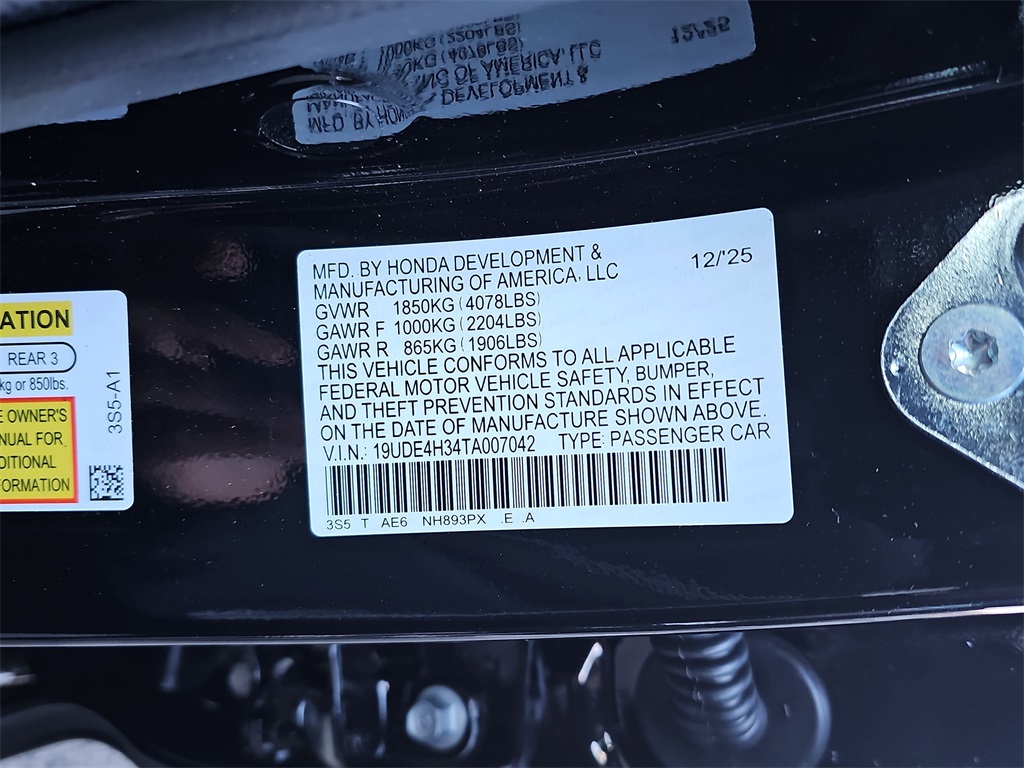 MFD. BY HONDA DEVELOPMENT &
MANUFACTURING OF AMERICA, LLC
12/'25
GVWR 1850KG (4078LBS)
GAWR F 1000KG (2204LBS)
GAWR R 865KG (1906LBS)
THIS VEHICLE CONFORMS TO ALL APPLICABLE
FEDERAL MOTOR VEHICLE SAFETY, BUMPER,
AND THEFT PREVENTION STANDARDS IN EFFECT
ON THE DATE OF MANUFACTURE SHOWN ABOVE.
V.I.N.: 19UDE4H34TA007042 TYPE: PASSENGER CAR
3S5 T AE6 NH893PX .E .A
ATION
REAR 3
kg or 850lbs.
E OWNER'S
NUAL FOR
DITIONAL
FORMATION
3S5-A1